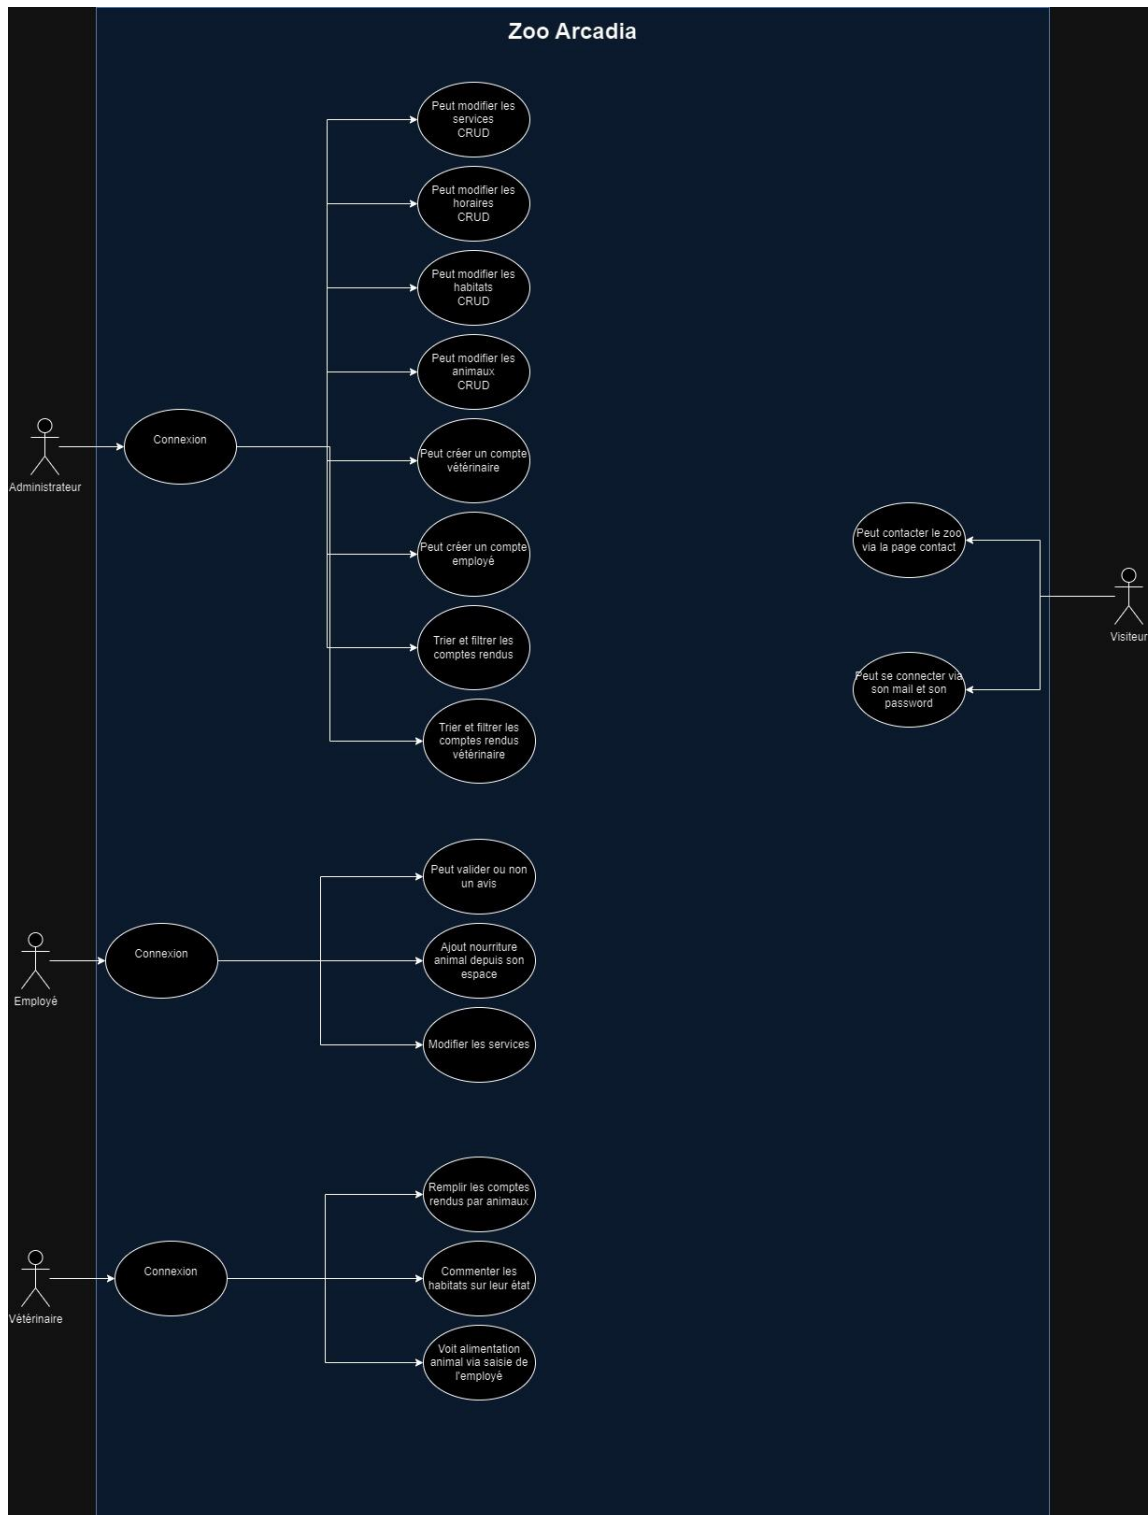 Zoo Arcadia
Peut modifier les
services
CRUD
Peut modifier les
horaires
CRUD
Peut modifier les
habitats
CRUD
Peut modifier les
animaux
CRUD
Administrateur
Connexion
Peut créer un compte
vétérinaire
Peut créer un compte
employé
Trier et filtrer les
comptes rendus
Trier et filtrer les
comptes rendus
vétérinaire
Peut contacter le zoo
via la page contact
Visiteur
Peut se connecter via
son mail et son
password
Peut valider ou non
un avis
Employé
Connexion
Ajout nourriture
animal depuis son
espace
Modifier les services
Remplir les comptes
rendus par animaux
Vétérinaire
Connexion
Commenter les
habitats sur leur état
Voit alimentation
animal via saisie de
l'employé